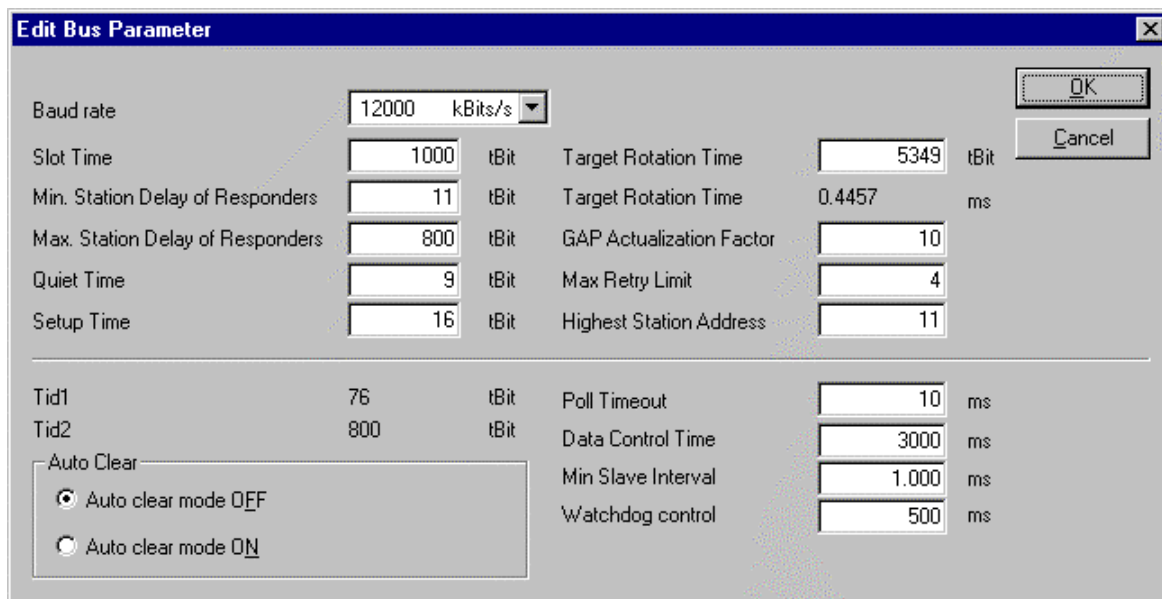 Edit Bus Parameter
Baud rate 12000 kBits/s
OK
Cancel
Slot Time 1000 tBit Target Rotation Time 5349 tBit
Min. Station Delay of Responders 11 tBit Target Rotation Time 0.4457 ms
Max. Station Delay of Responders 800 tBit GAP Actualization Factor 10
Quiet Time 9 tBit Max Retry Limit 4
Setup Time 16 tBit Highest Station Address 11
Tid1 76 tBit Poll Timeout 10 ms
Tid2 800 tBit Data Control Time 3000 ms
Auto Clear Min Slave Interval 1.000 ms
Auto clear mode OFF Watchdog control 500 ms
Auto clear mode ON